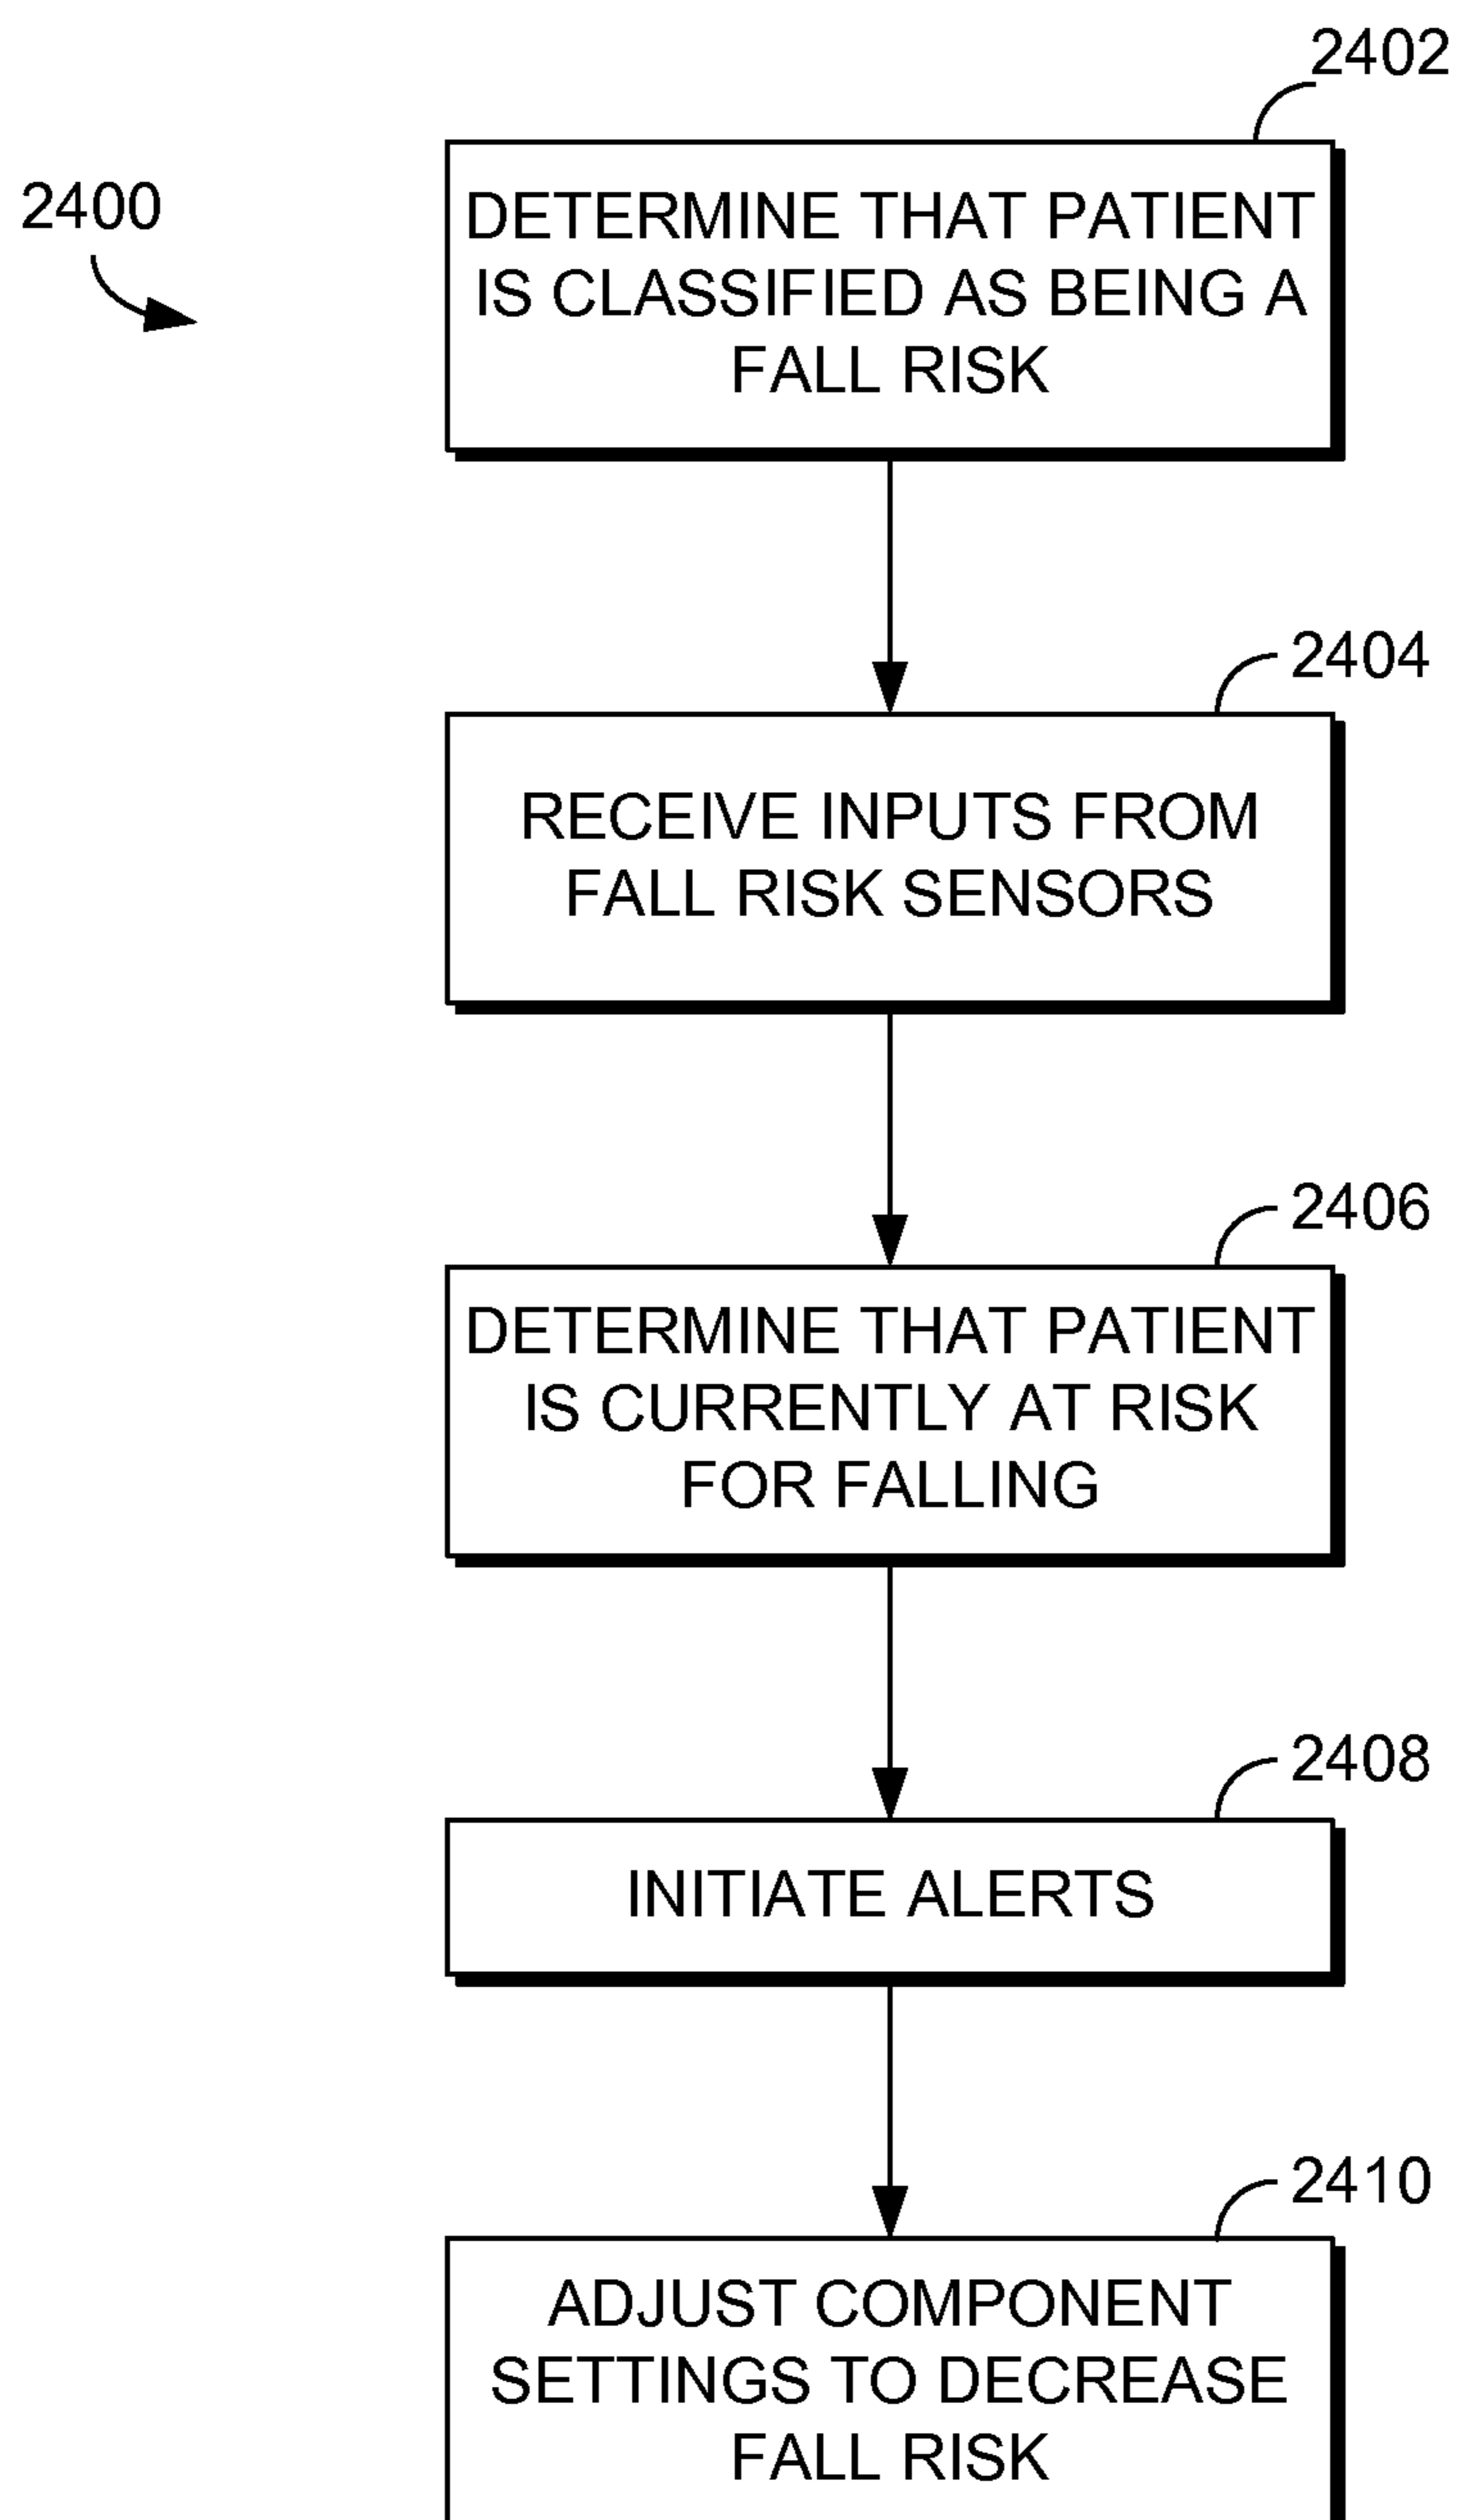 2402
2400
DETERMINE THAT PATIENT
IS CLASSIFIED AS BEING A
FALL RISK
2404
RECEIVE INPUTS FROM
FALL RISK SENSORS
2406
DETERMINE THAT PATIENT
IS CURRENTLY AT RISK
FOR FALLING
2408
INITIATE ALERTS
2410
ADJUST COMPONENT
SETTINGS TO DECREASE
FALL RISK